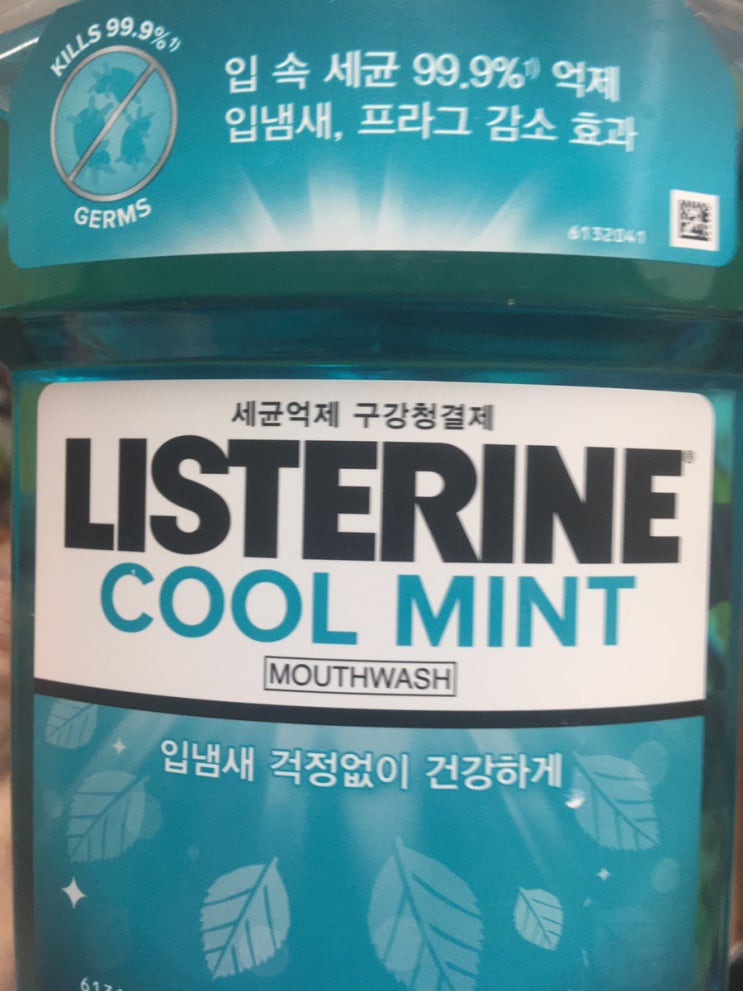 KILLS 99.9%¹⁾
GERMS
입 속 세균 99.9%¹⁾ 억제
입냄새, 프라그 감소 효과
6132041
세균억제 구강청결제
LISTERINE®
COOL MINT
MOUTHWASH
입냄새 걱정없이 건강하게